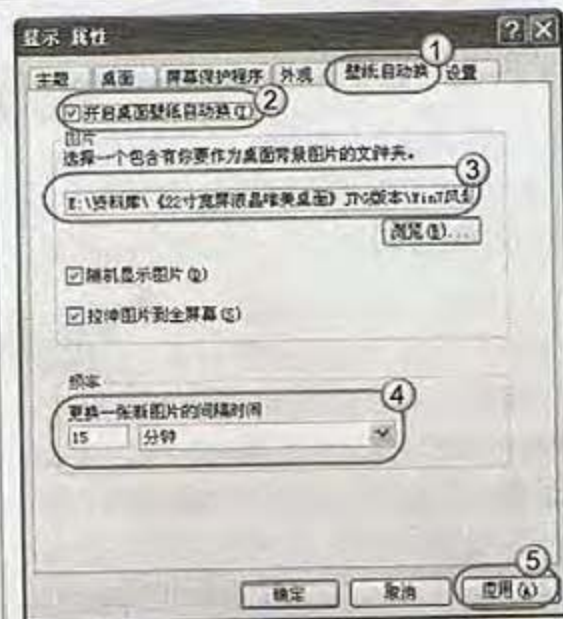 显示 属性
主题 桌面 屏幕保护程序 外观 壁纸自动换 设置
①
开启桌面壁纸自动换(T)
②
图片
选择一个包含有你要作为桌面背景图片的文件夹。
③
E:\资料库\《22寸宽屏液晶唯美桌面》JPG版本\Win7风
浏览(B)...
随机显示图片(D)
拉伸图片到全屏幕(S)
频率
④
更换一张新图片的间隔时间
15 分钟
⑤
确定 取消 应用(A)